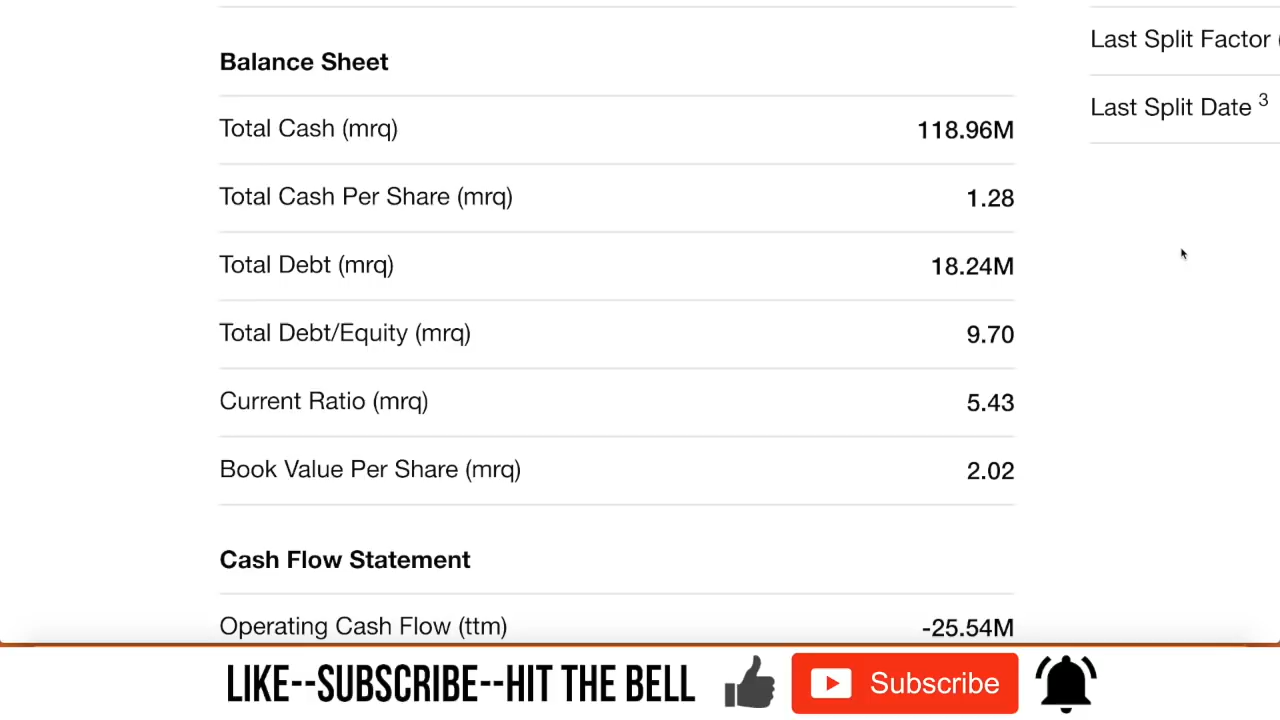 Balance Sheet
Total Cash (mrq) 118.96M
Total Cash Per Share (mrq) 1.28
Total Debt (mrq) 18.24M
Total Debt/Equity (mrq) 9.70
Current Ratio (mrq) 5.43
Book Value Per Share (mrq) 2.02
Cash Flow Statement
Operating Cash Flow (ttm) -25.54M
Last Split Factor (
Last Split Date 3
LIKE--SUBSCRIBE--HIT THE BELL
Subscribe